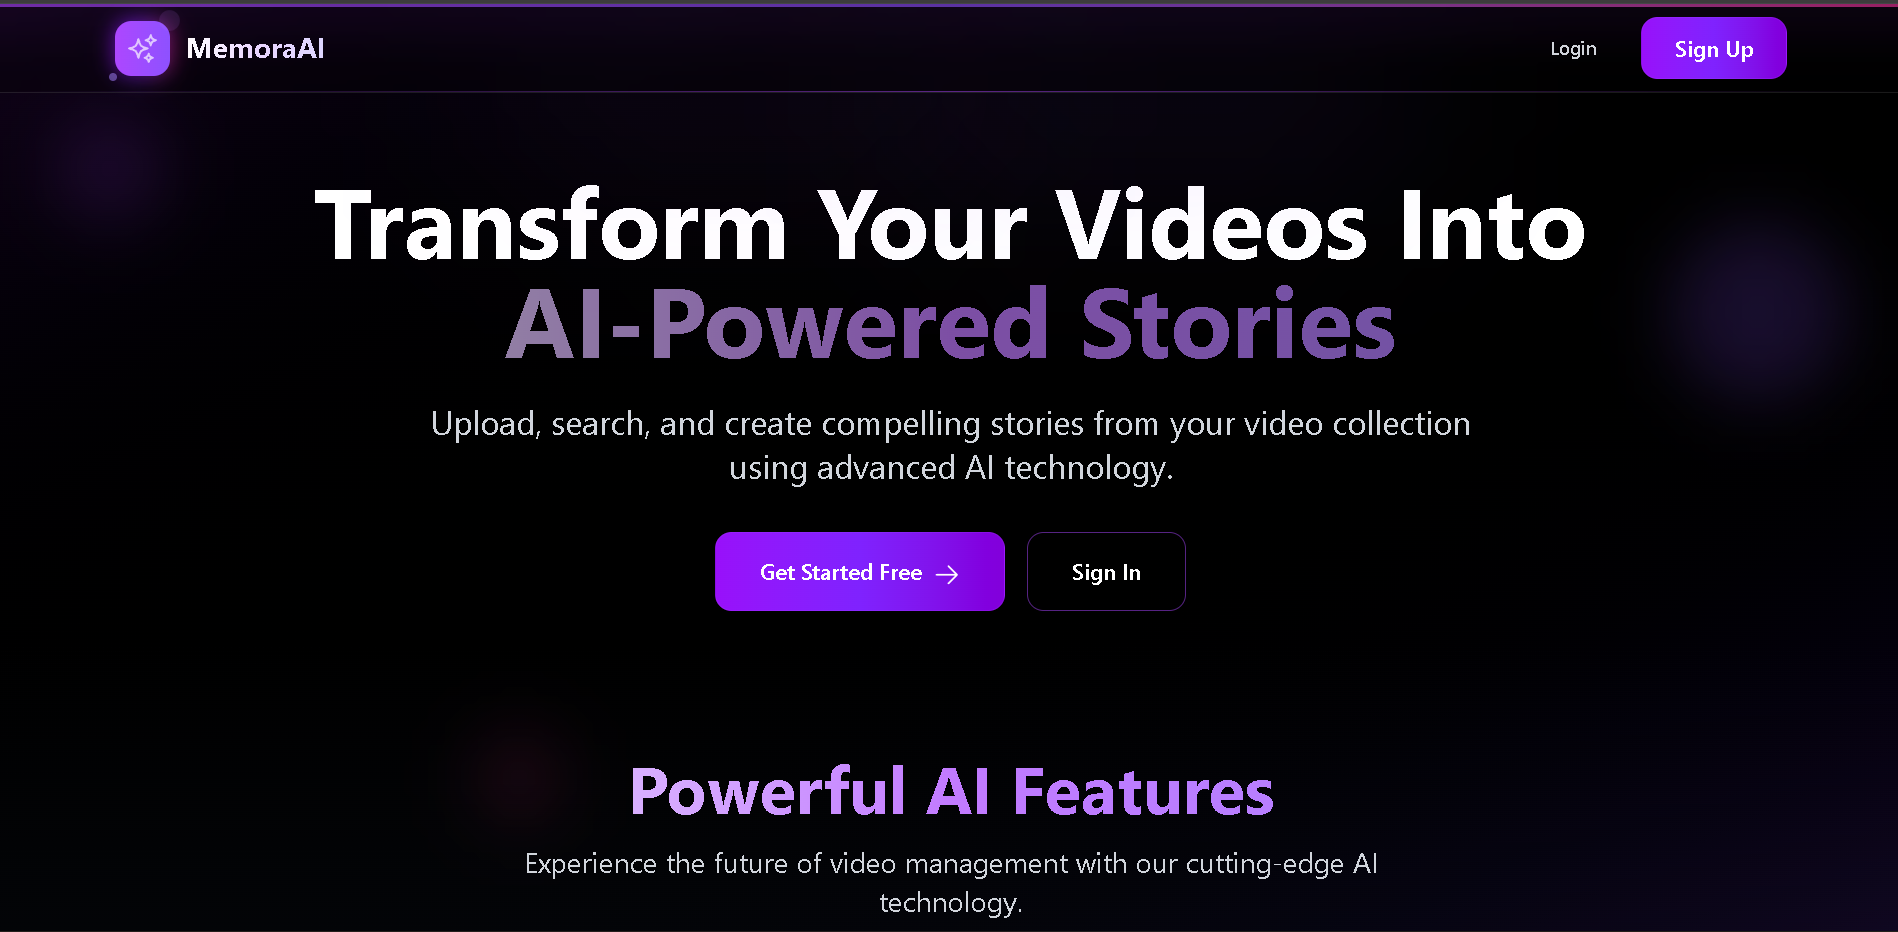 MemoraAI
Login
Sign Up
Transform Your Videos Into
AI-Powered Stories
Upload, search, and create compelling stories from your video collection
using advanced AI technology.
Get Started Free →
Sign In
Powerful AI Features
Experience the future of video management with our cutting-edge AI
technology.